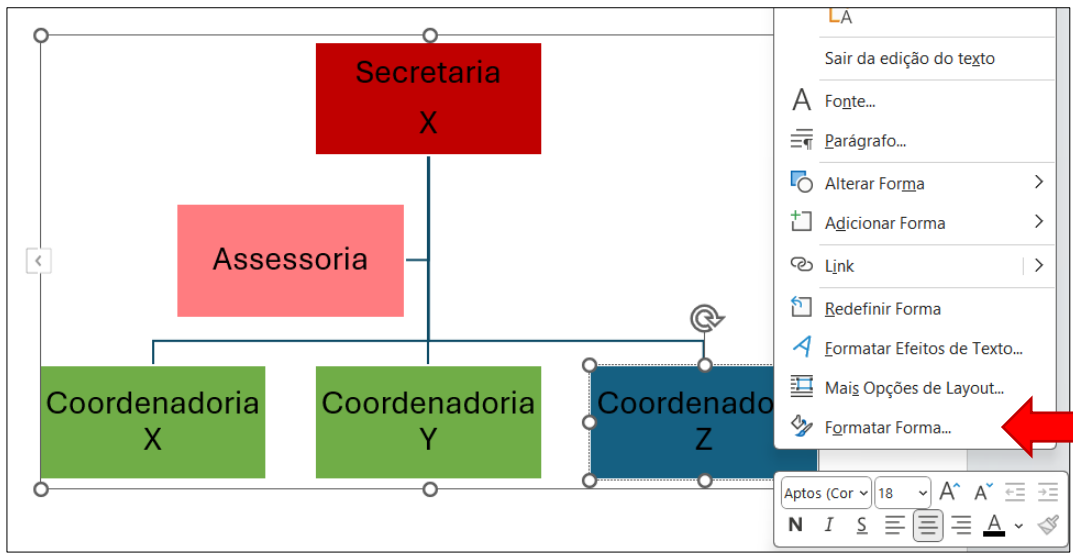 Secretaria
X
Assessoria
Coordenadoria
X
Coordenadoria
Y
Coordenado
Z
A
Sair da edição do texto
A Fonte...
Parágrafo...
Alterar Forma
Adicionar Forma
Link
Redefinir Forma
Formatar Efeitos de Texto...
Mais Opções de Layout...
Formatar Forma...
Aptos (Cor 18 A A
N I S A